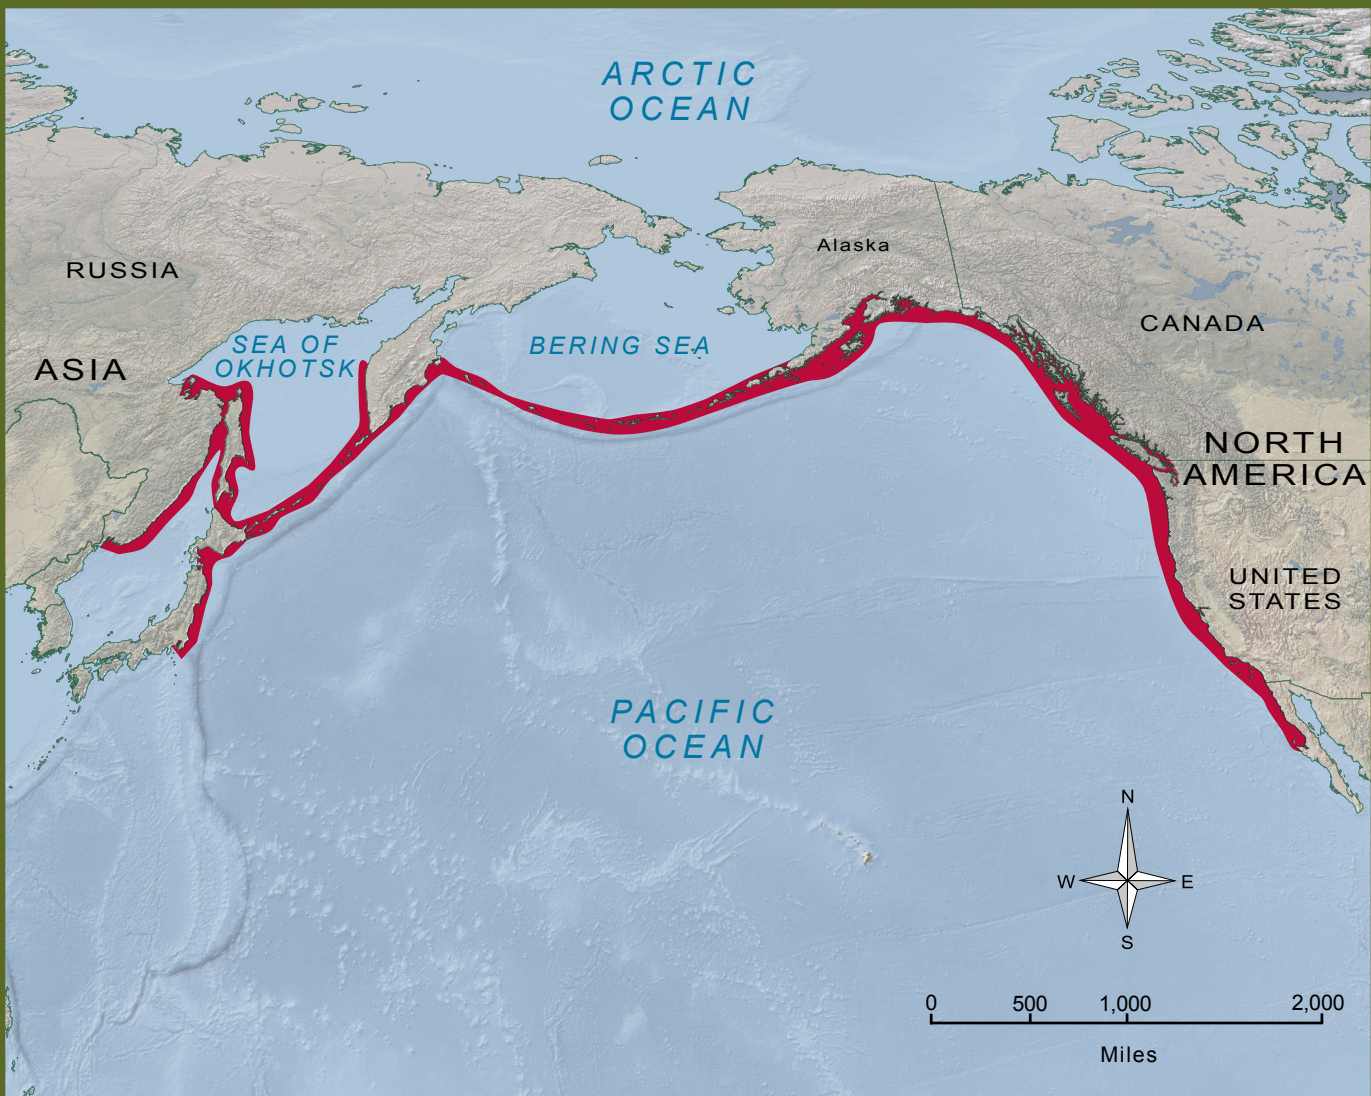 ARCTIC
OCEAN
Alaska
RUSSIA
CANADA
SEA OF
OKHOTSK
BERING SEA
ASIA
NORTH
AMERICA
UNITED
STATES
PACIFIC
OCEAN
N
W
E
S
0 500 1,000 2,000
Miles